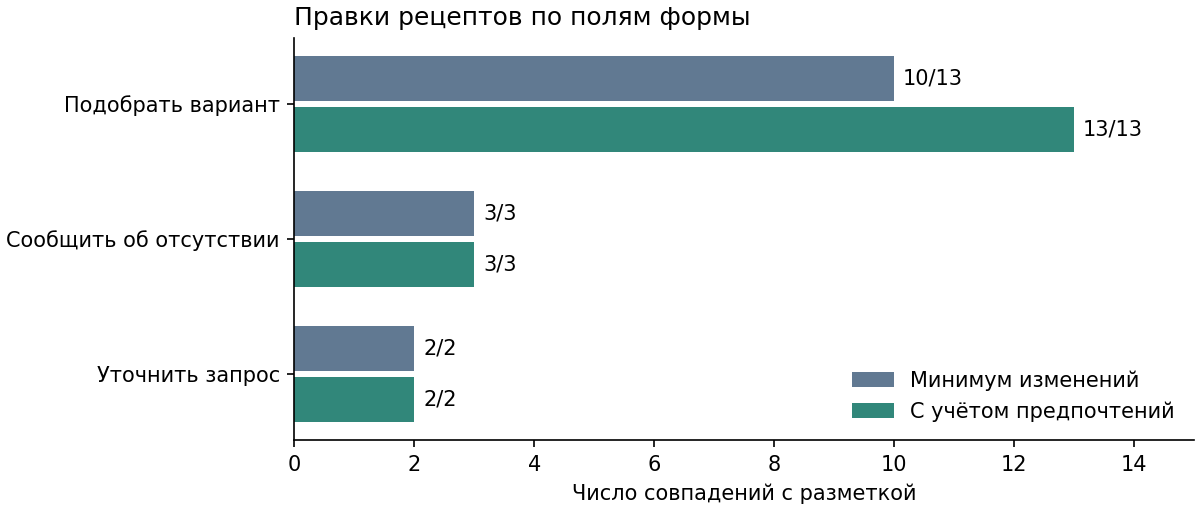 Правки рецептов по полям формы
Подобрать вариант
10/13
13/13
Сообщить об отсутствии
3/3
3/3
Уточнить запрос
2/2
2/2
Минимум изменений
С учётом предпочтений
0 2 4 6 8 10 12 14
Число совпадений с разметкой